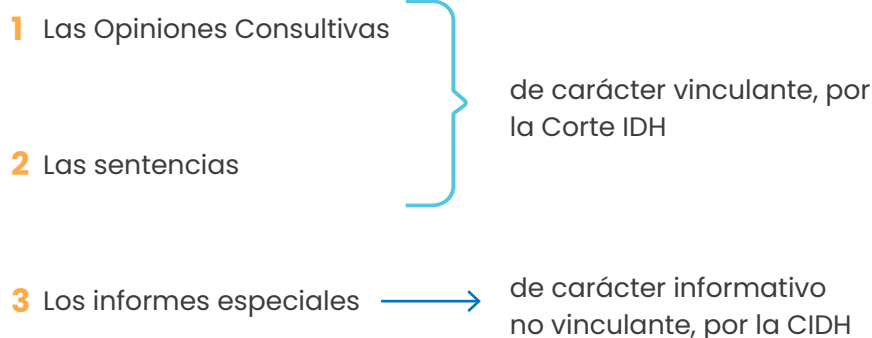 1 Las Opiniones Consultivas
de carácter vinculante, por
la Corte IDH
2 Las sentencias
3 Los informes especiales
de carácter informativo
no vinculante, por la CIDH